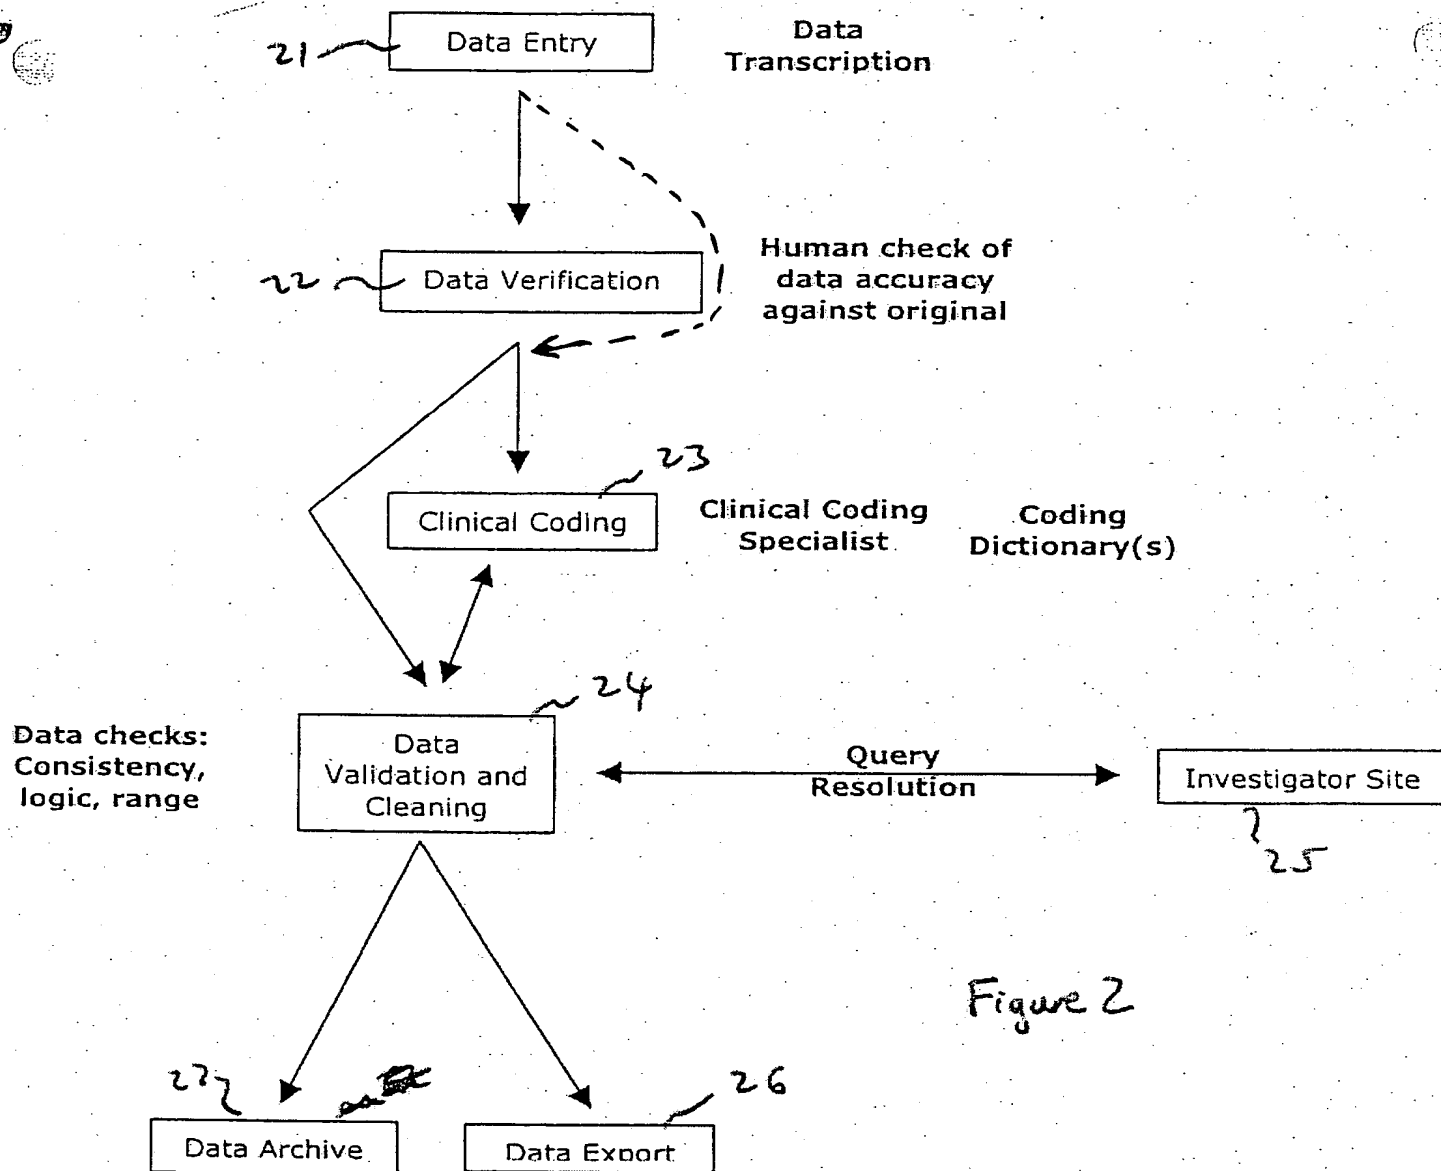 21
Data Entry
Data
Transcription
22
Data Verification
Human check of
data accuracy
against original
23
Clinical Coding
Clinical Coding
Specialist
Coding
Dictionary(s)
24
Data checks:
Consistency,
logic, range
Data
Validation and
Cleaning
Query
Resolution
Investigator Site
25
Figure 2
27
26
Data Archive
Data Export